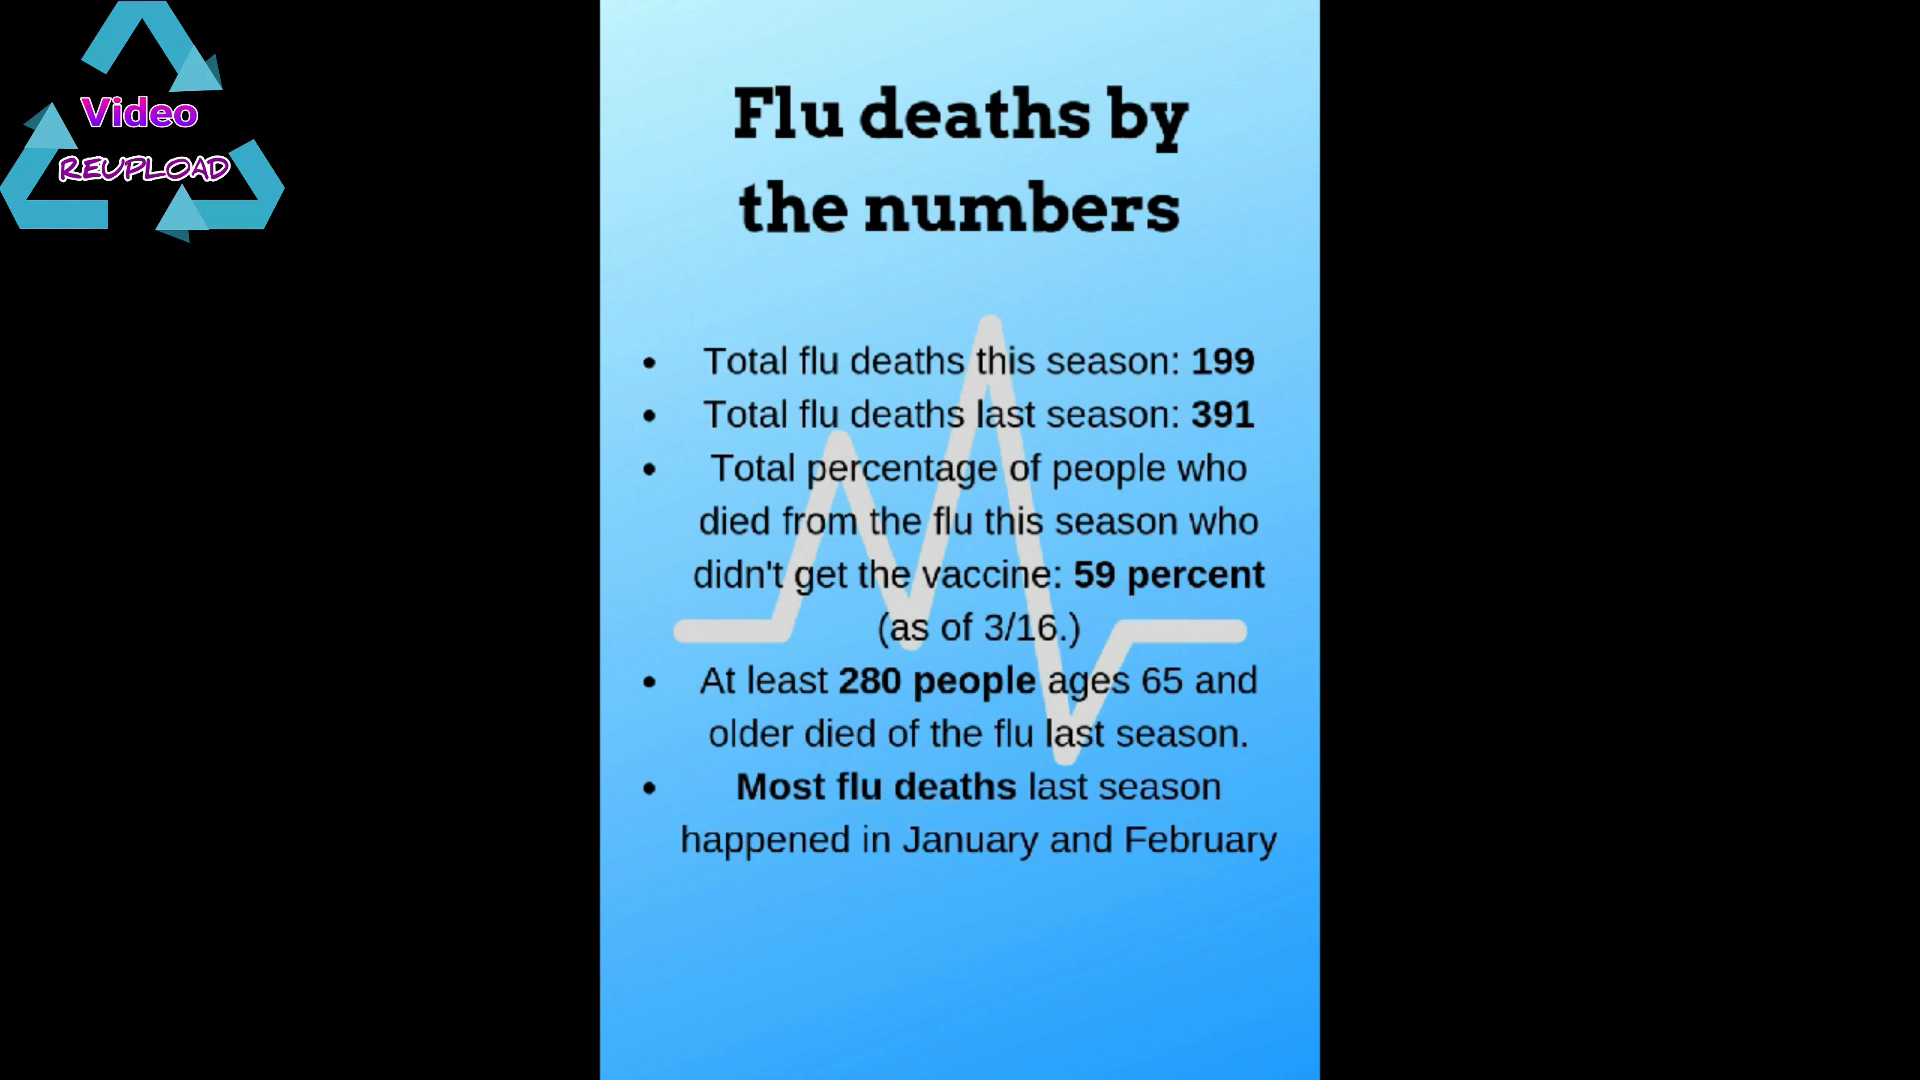 Video
REUPLOAD
Flu deaths by
the numbers
• Total flu deaths this season: 199
• Total flu deaths last season: 391
• Total percentage of people who
died from the flu this season who
didn't get the vaccine: 59 percent
(as of 3/16.)
• At least 280 people ages 65 and
older died of the flu last season.
• Most flu deaths last season
happened in January and February